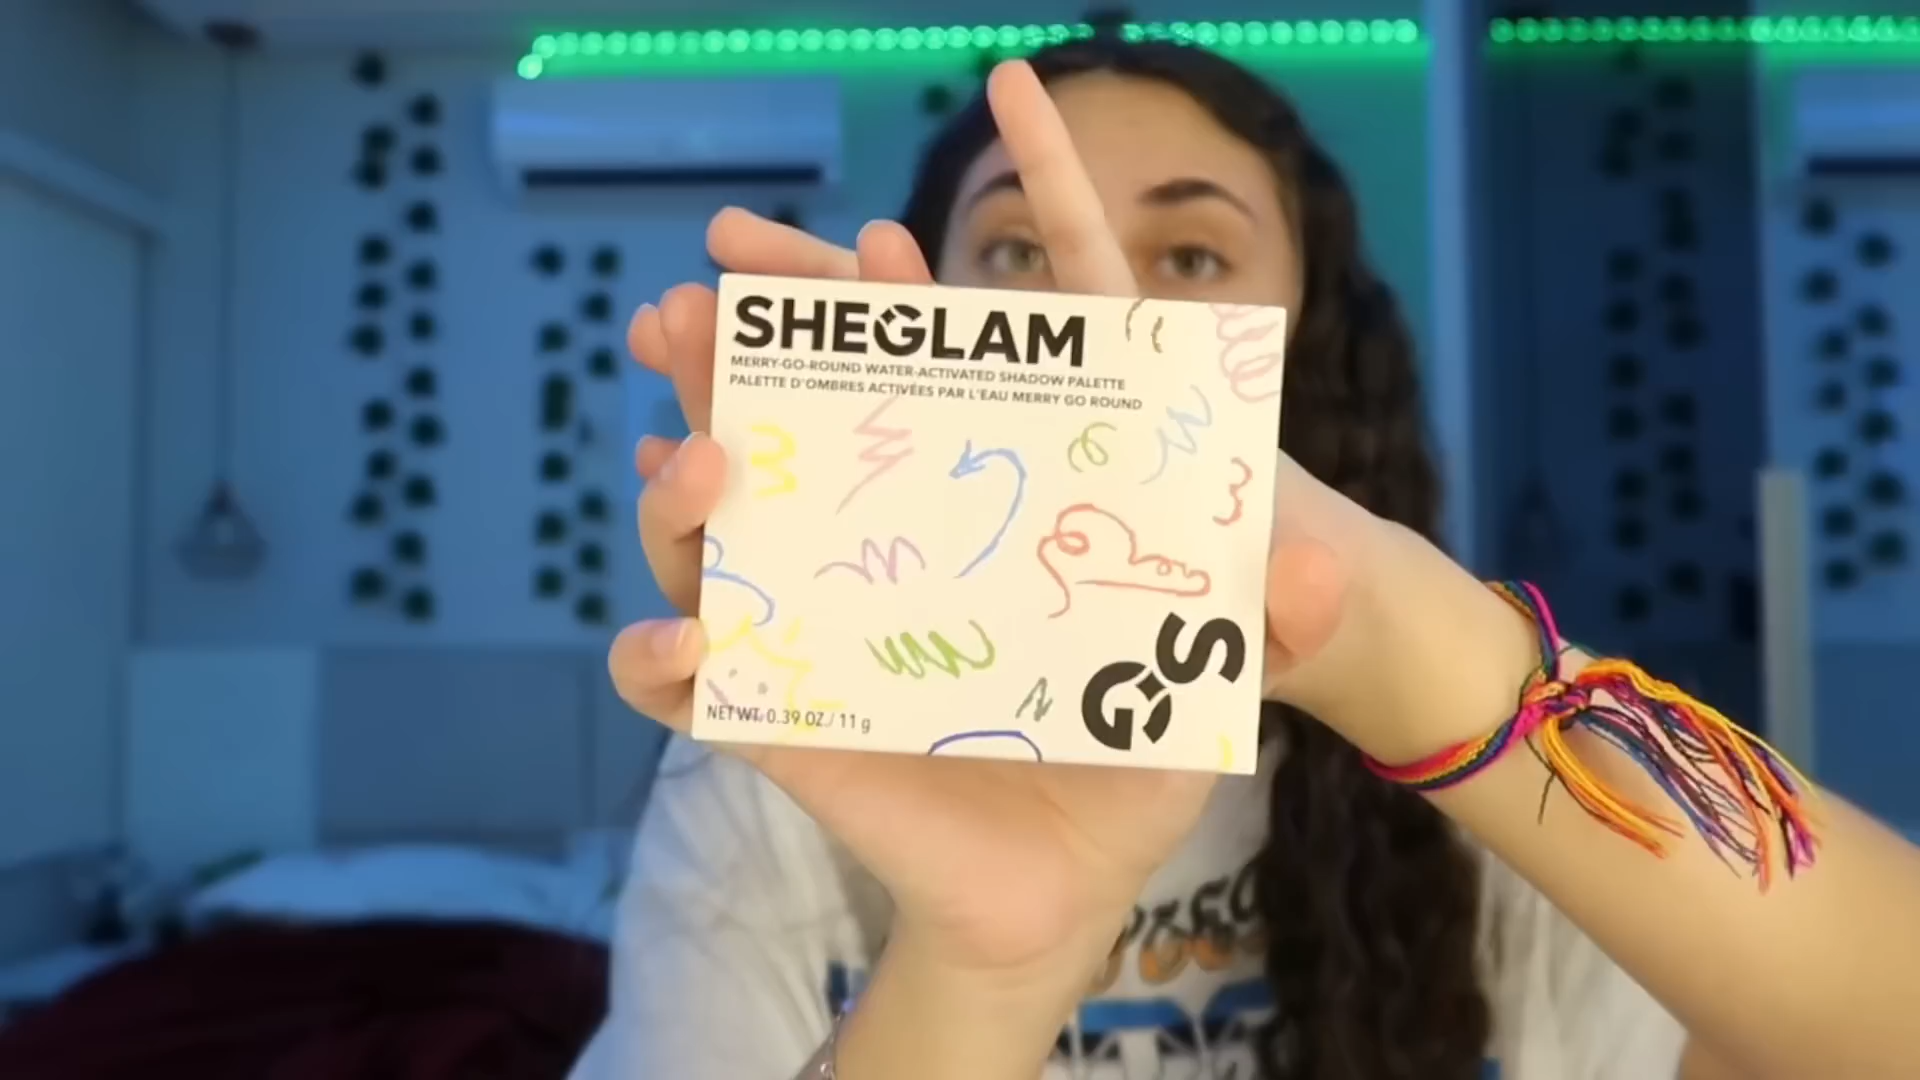 SHEGLAM
MERRY-GO-ROUND WATER-ACTIVATED SHADOW PALETTE
PALETTE D'OMBRES ACTIVÉES PAR L'EAU MERRY GO ROUND
SG
NET WT. 0.39 OZ./ 11 g